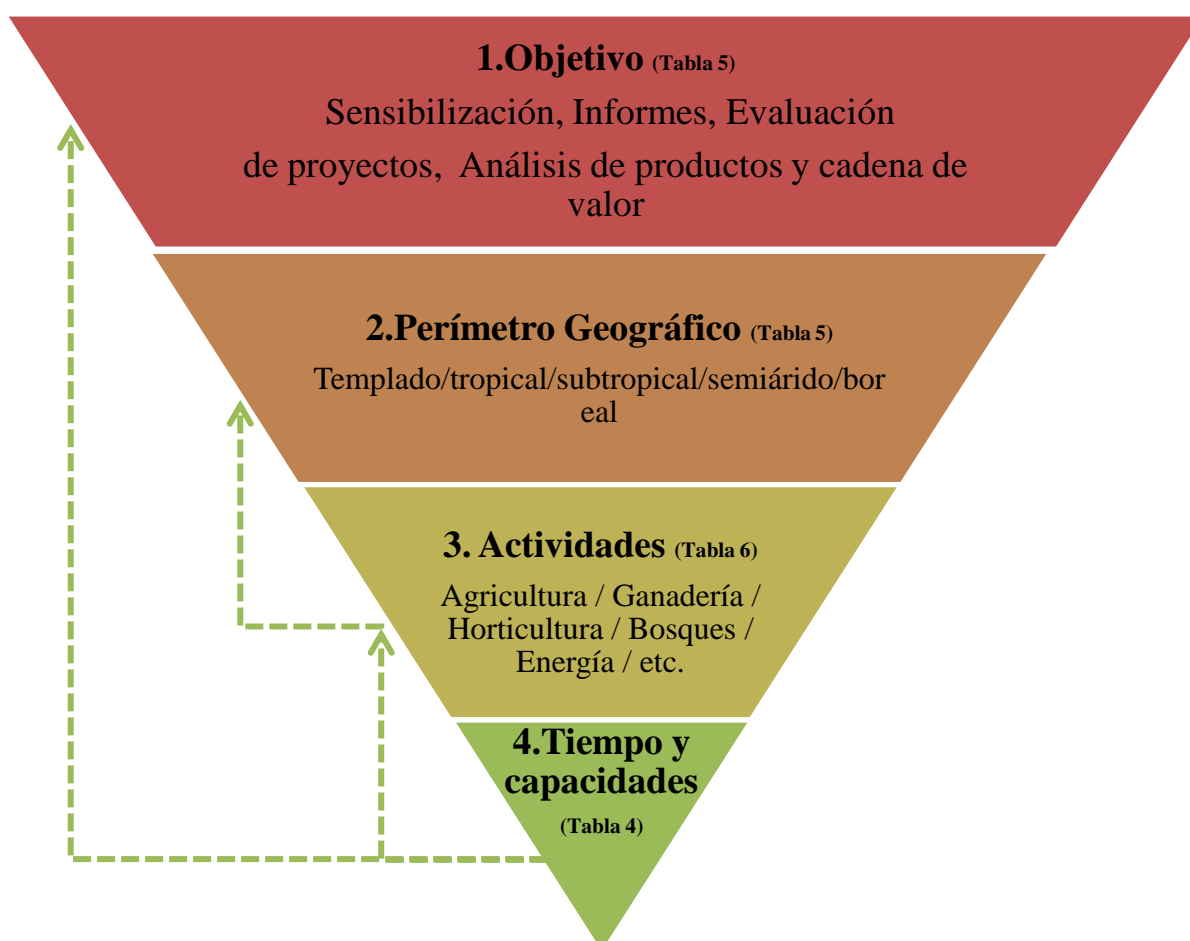 1.Objetivo (Tabla 5)
Sensibilización, Informes, Evaluación
de proyectos, Análisis de productos y cadena de
valor
2.Perímetro Geográfico (Tabla 5)
Templado/tropical/subtropical/semiárido/bor
eal
3. Actividades (Tabla 6)
Agricultura / Ganadería /
Horticultura / Bosques /
Energía / etc.
4.Tiempo y
capacidades
(Tabla 4)